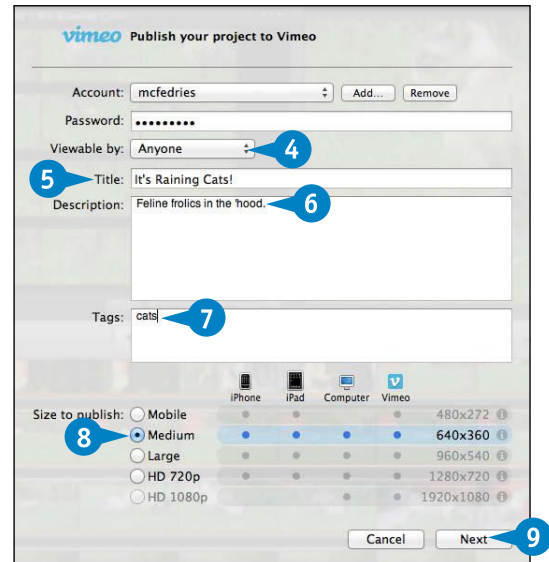 vimeo Publish your project to Vimeo
Account: mcfedries Add... Remove
Password: •••••••••
Viewable by: Anyone 4
5 Title: It's Raining Cats!
Description: Feline frolics in the 'hood. 6
Tags: cats 7
iPhone iPad Computer Vimeo
Size to publish: Mobile 480x272
8 Medium 640x360
Large 960x540
HD 720p 1280x720
HD 1080p 1920x1080
Cancel Next 9